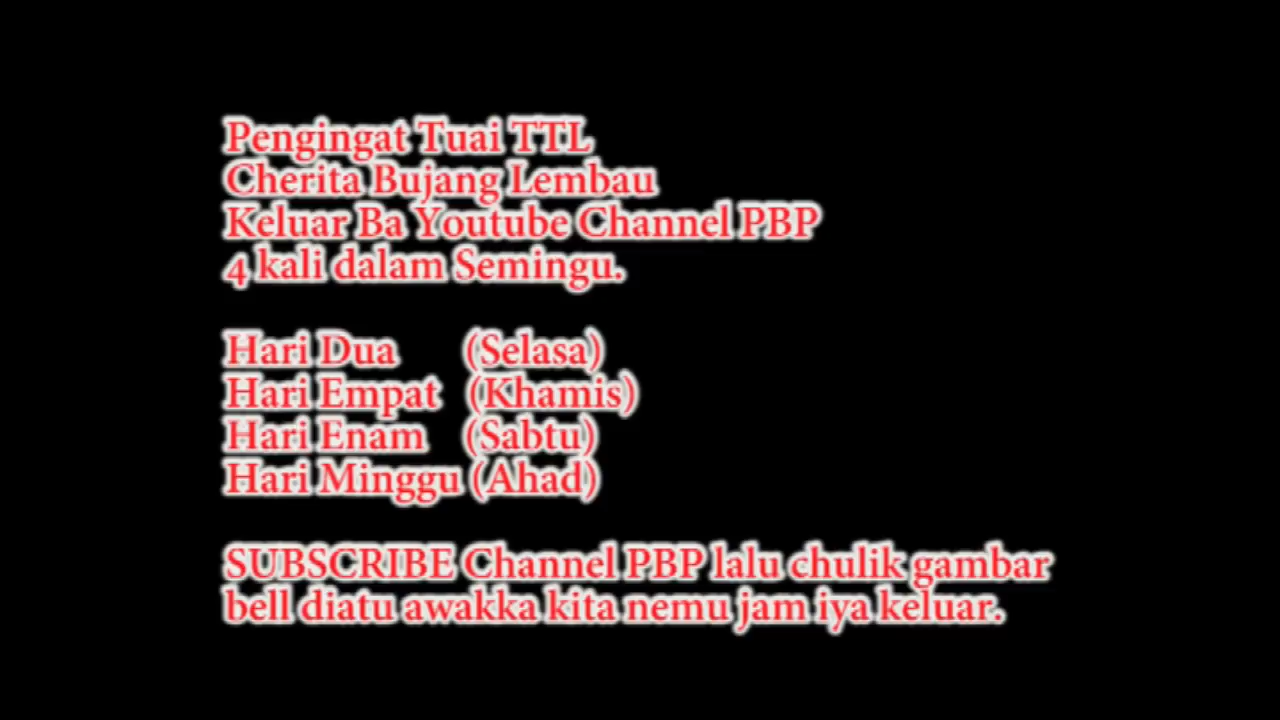 Pengingat Tuai TTL
Cherita Bujang Lembau
Keluar Ba Youtube Channel PBP
4 kali dalam Semingu.
Hari Dua (Selasa)
Hari Empat (Khamis)
Hari Enam (Sabtu)
Hari Minggu (Ahad)
SUBSCRIBE Channel PBP lalu chulik gambar
bell diatu awakka kita nemu jam iya keluar.